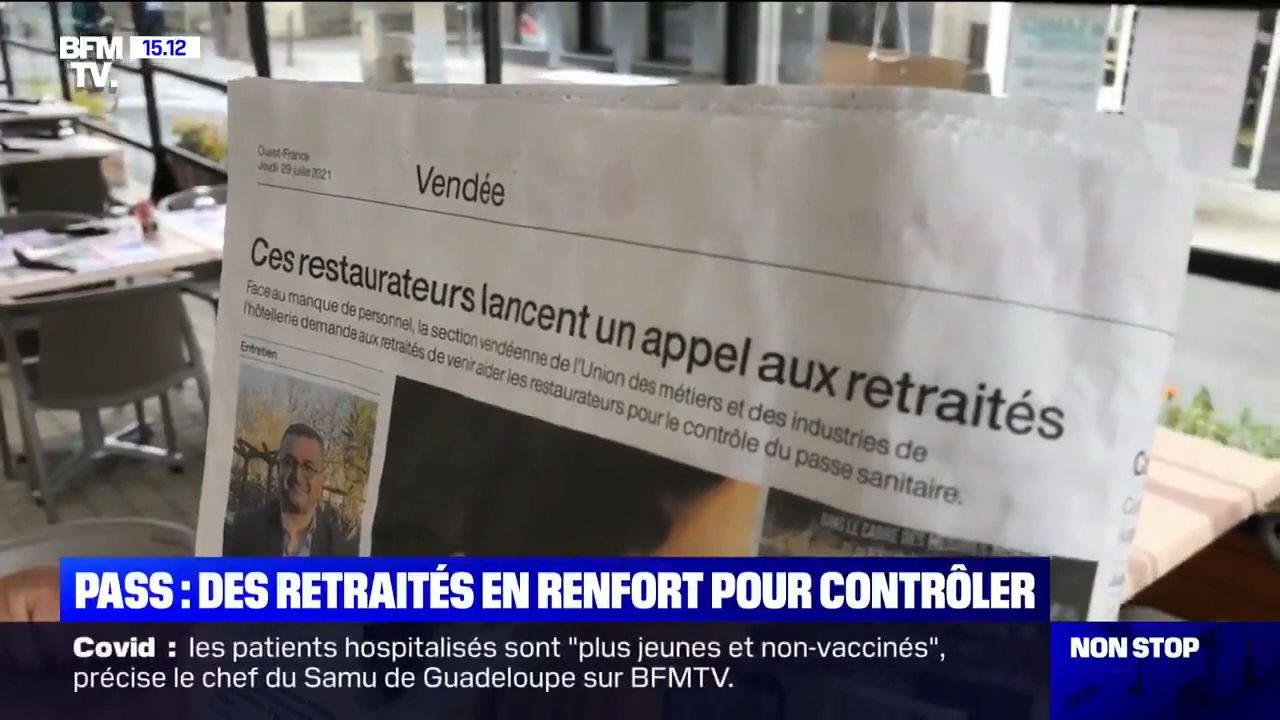 BFM
TV.
15.12
Ouest-France
Jeudi 29 juillet 2021
Vendée
Ces restaurateurs lancent un appel aux retraités
Face au manque de personnel, la section vendéenne de l'Union des métiers et des industries de
l'hôtellerie demande aux retraités de venir aider les restaurateurs pour le contrôle du passe sanitaire.
Entretien
DANS LE CADRE DES
PASS : DES RETRAITÉS EN RENFORT POUR CONTRÔLER
Covid : les patients hospitalisés sont "plus jeunes et non-vaccinés",
précise le chef du Samu de Guadeloupe sur BFMTV.
NON STOP